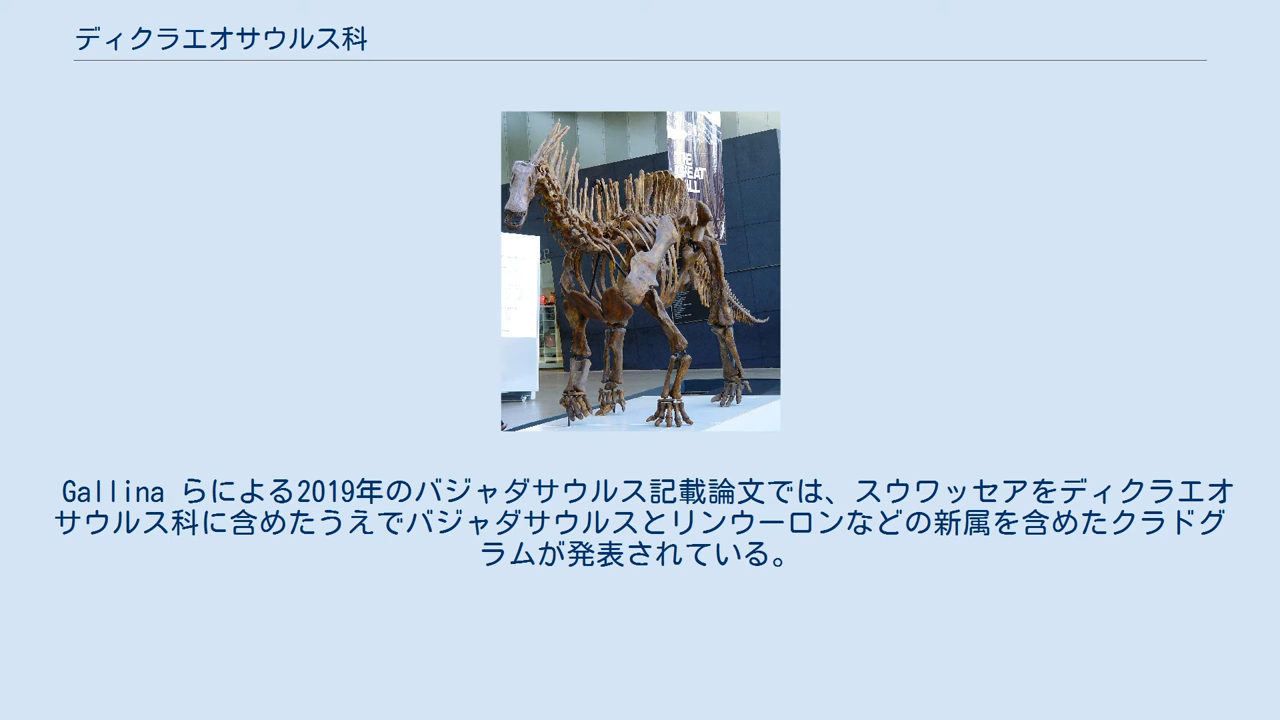 ディクラエオサウルス科
Gallina らによる2019年のバジャダサウルス記載論文では、スウワッセアをディクラエオ
サウルス科に含めたうえでバジャダサウルスとリンウーロンなどの新属を含めたクラドグ
ラムが発表されている。